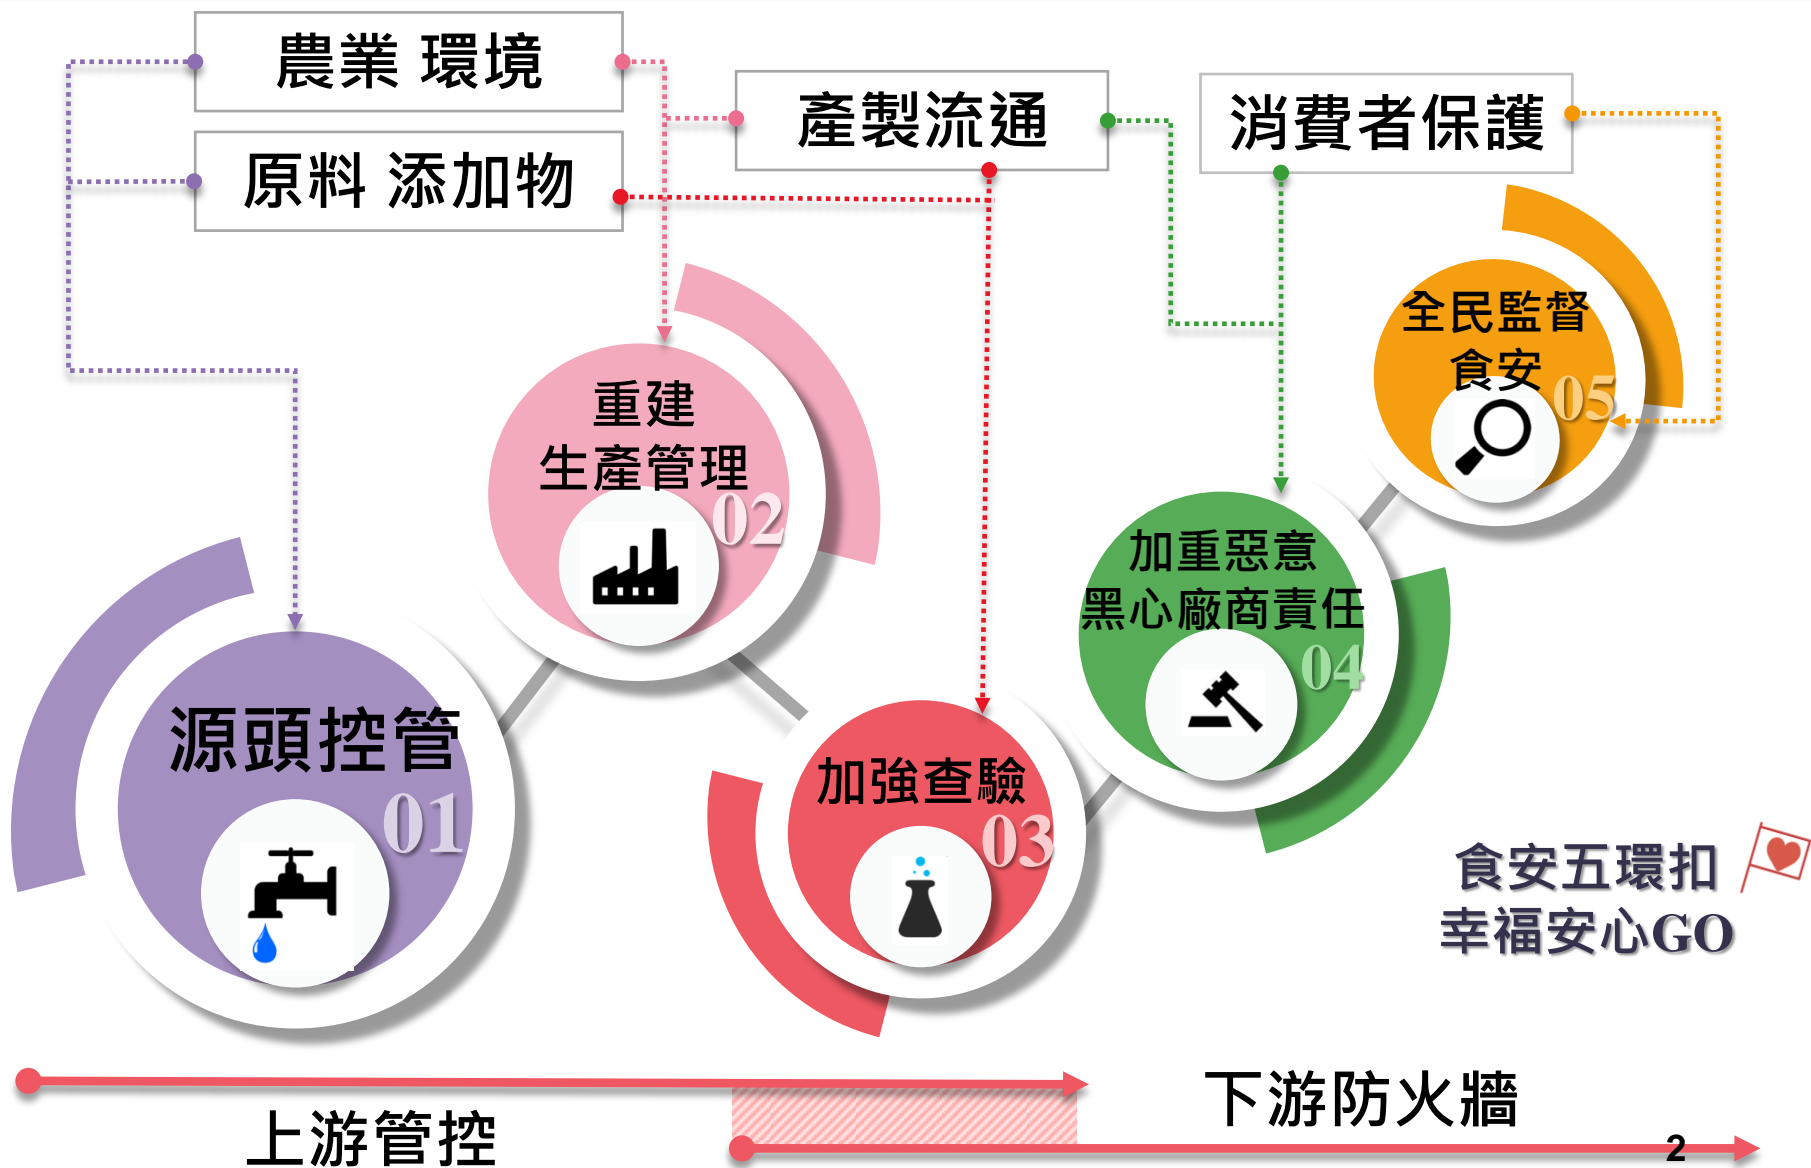 農業 環境
原料 添加物
產製流通
消費者保護
全民監督
食安
05
重建
生產管理
02
加重惡意
黑心廠商責任
04
源頭控管
01
加強查驗
03
食安五環扣
幸福安心GO
上游管控
下游防火牆
2